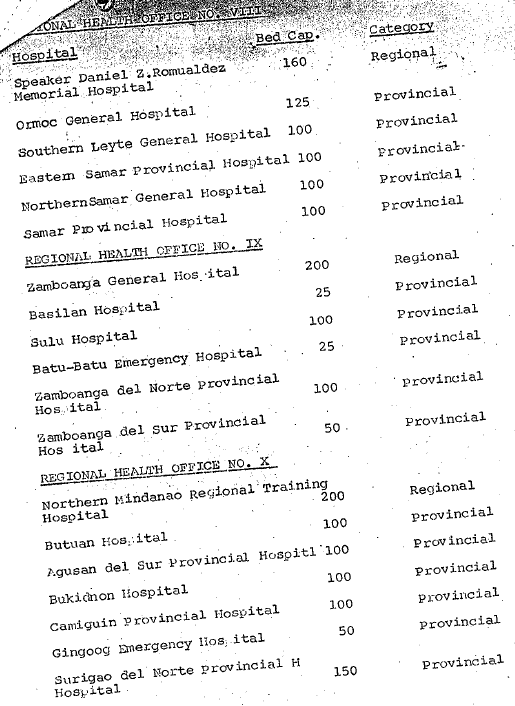 REGIONAL HEALTH OFFICE NO. VIII
Hospital Bed Cap. Category
Speaker Daniel Z.Romualdez 160 Regional
Memorial Hospital
Ormoc General Hospital 125 Provincial
Southern Leyte General Hospital 100 Provincial
Eastern Samar Provincial Hospital 100 Provincial
NorthernSamar General Hospital 100 Provincial
Samar Provincial Hospital 100 Provincial
REGIONAL HEALTH OFFICE NO. IX
Zamboanga General Hos ital 200 Regional
Basilan Hospital 25 Provincial
Sulu Hospital 100 Provincial
Batu-Batu Emergency Hospital 25 Provincial
Zamboanga del Norte Provincial 100 Provincial
Hos ital
Zamboanga del Sur Provincial 50 Provincial
Hos ital
REGIONAL HEALTH OFFICE NO. X
Northern Mindanao Regional Training
Hospital 200 Regional
Butuan Hos ital 100 Provincial
Agusan del Sur Provincial Hospitl 100 Provincial
Bukidnon Hospital 100 Provincial
Camiguin Provincial Hospital 100 Provincial
Gingoog Emergency Hos ital 50 Provincial
Surigao del Norte Provincial H 150 Provincial
Hospital